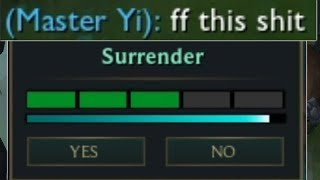 (Master Yi): ff this shit
Surrender
YES
NO